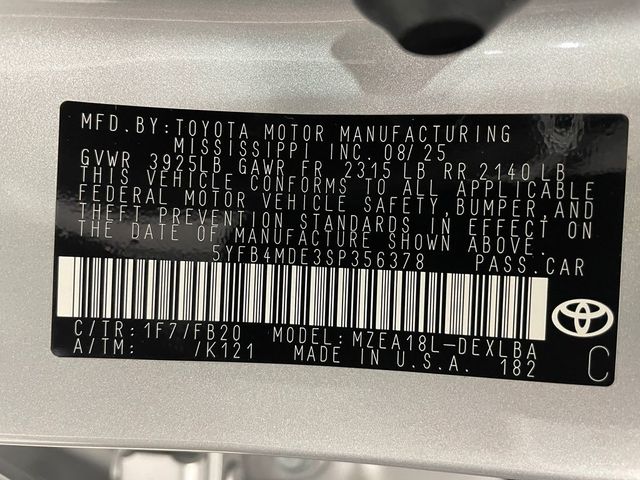 MFD.BY:TOYOTA MOTOR MANUFACTURING
MISSISSIPPI INC. 08/25
GVWR 3925LB GAWR FR 2315 LB RR 2140 LB
THIS VEHICLE CONFORMS TO ALL APPLICABLE
FEDERAL MOTOR VEHICLE SAFETY,BUMPER,AND
THEFT PREVENTION STANDARDS IN EFFECT ON
THE DATE OF MANUFACTURE SHOWN ABOVE.
5YFB4MDE3SP356378 PASS.CAR
C/TR:1F7/FB20 MODEL:MZEA18L-DEXLBA
A/TM: /K121 MADE IN U.S.A. 182
C